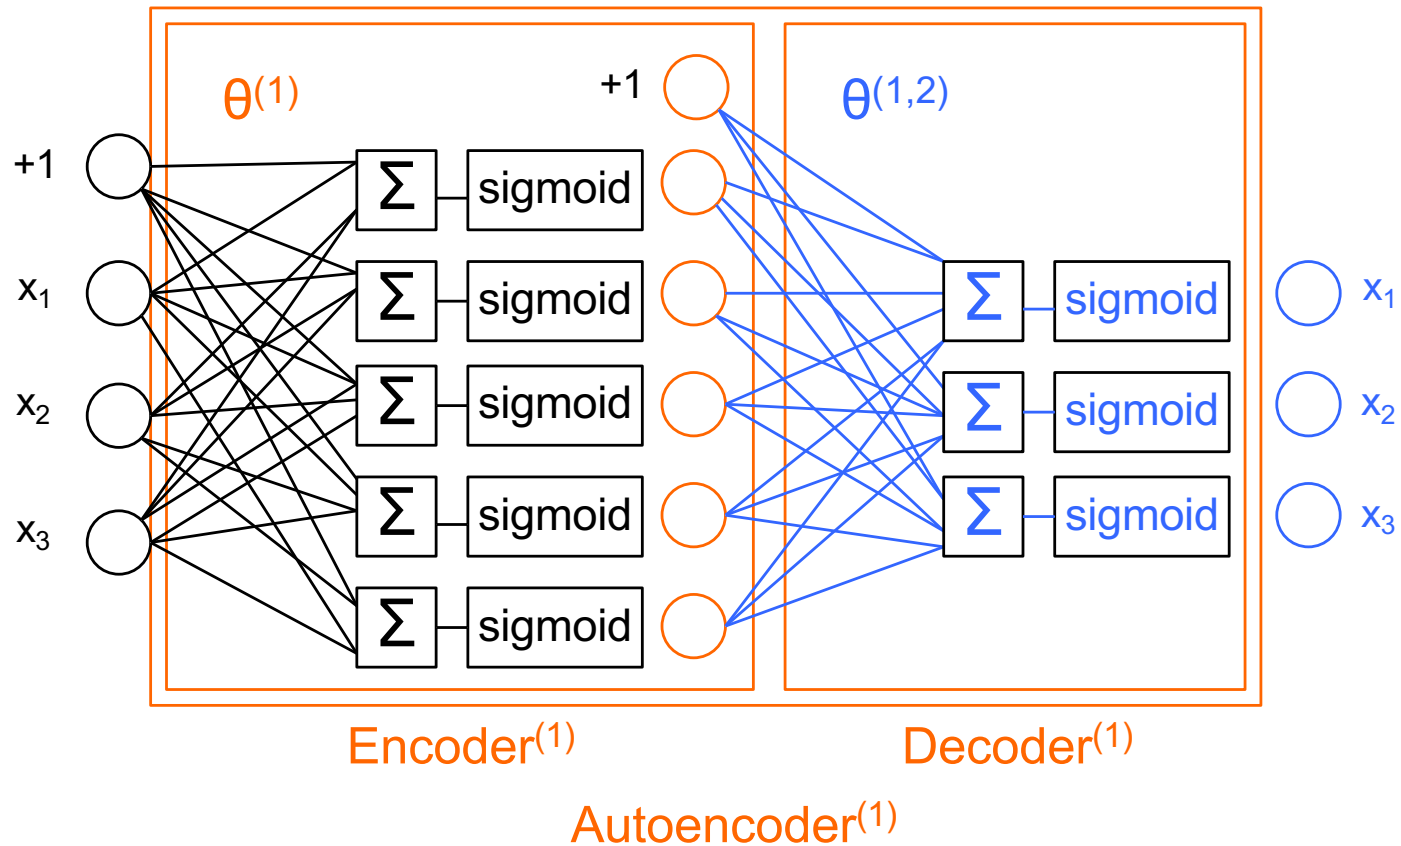 θ(1)
+1
θ(1,2)
+1
Σ sigmoid
x1
Σ sigmoid
Σ sigmoid
x1
x2
Σ sigmoid
Σ sigmoid
x2
x3
Σ sigmoid
Σ sigmoid
x3
Σ sigmoid
Encoder(1)
Decoder(1)
Autoencoder(1)